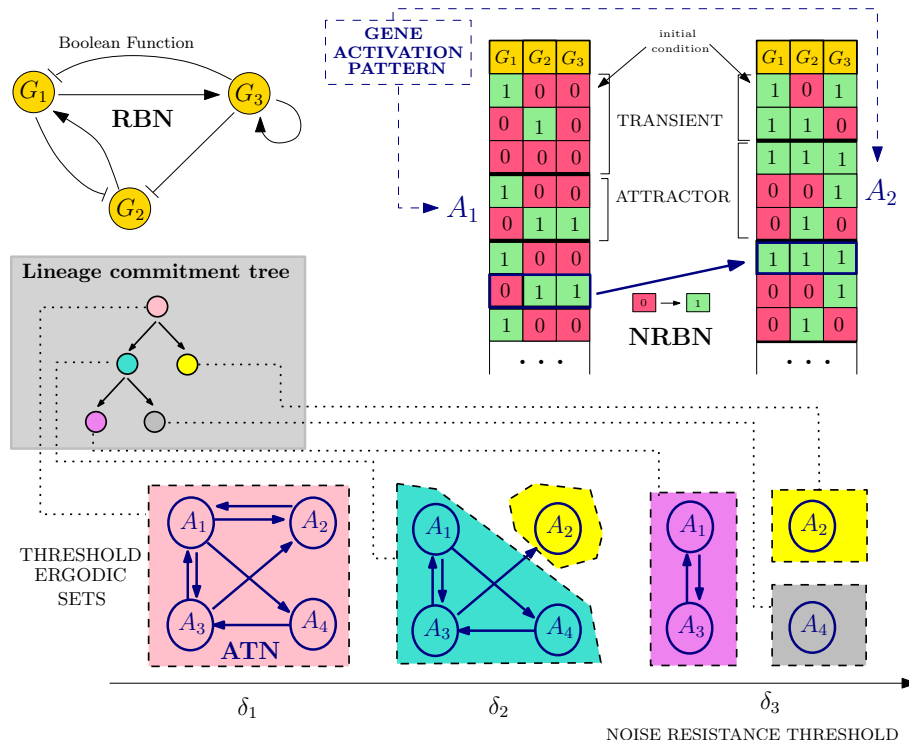 Boolean Function
G1
G3
RBN
G2
GENE
ACTIVATION
PATTERN
initial
condition
G1 G2 G3
1 0 0
0 1 0
0 0 0
1 0 0
0 1 1
1 0 0
0 1 1
1 0 0
. . .
TRANSIENT
ATTRACTOR
A1
0 → 1
NRBN
G1 G2 G3
1 0 1
1 1 0
1 1 1
0 0 1
0 1 0
1 1 1
0 0 1
0 1 0
. . .
A2
Lineage commitment tree
THRESHOLD
ERGODIC
SETS
A1 A2
A3 A4
ATN
A1 A2
A3 A4
A1 A2
A3 A4
δ1 δ2 δ3
NOISE RESISTANCE THRESHOLD